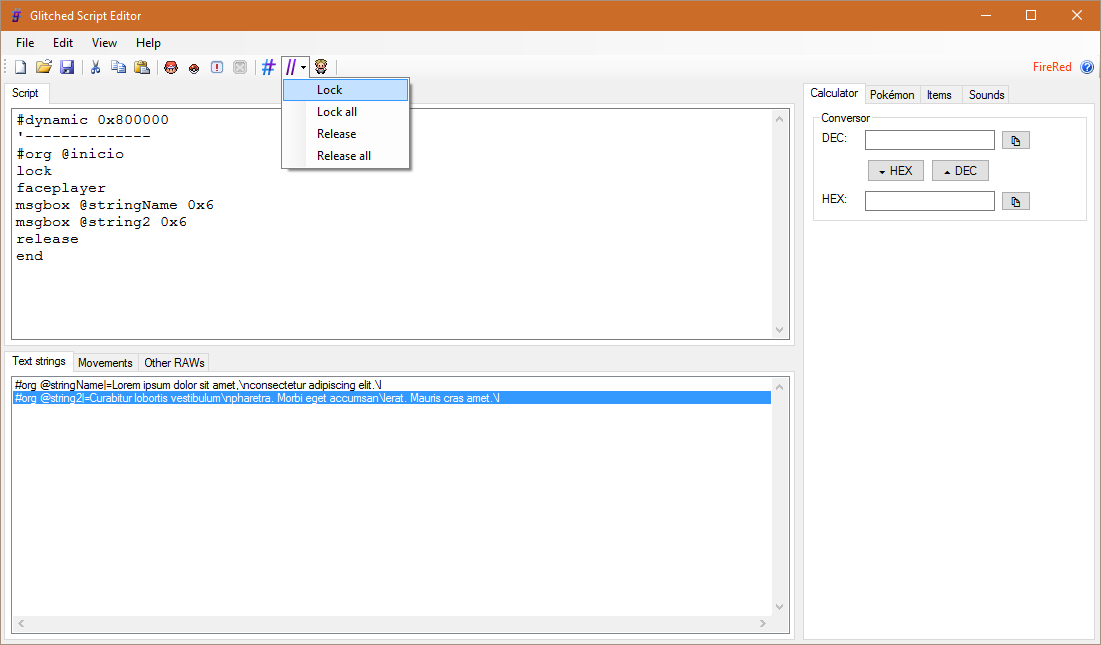 Glitched Script Editor
File Edit View Help
FireRed
Lock
Lock all
Release
Release all
Script
#dynamic 0x800000
'---------------
#org @inicio
lock
faceplayer
msgbox @stringName 0x6
msgbox @string2 0x6
release
end
Text strings Movements Other RAWs
#org @stringName|=Lorem ipsum dolor sit amet,\nconsectetur adipiscing elit.\l
#org @string2|=Curabitur lobortis vestibulum\npharetra. Morbi eget accumsan\lerat. Mauris cras amet.\l
Calculator Pokémon Items Sounds
Conversor
DEC:
HEX DEC
HEX: